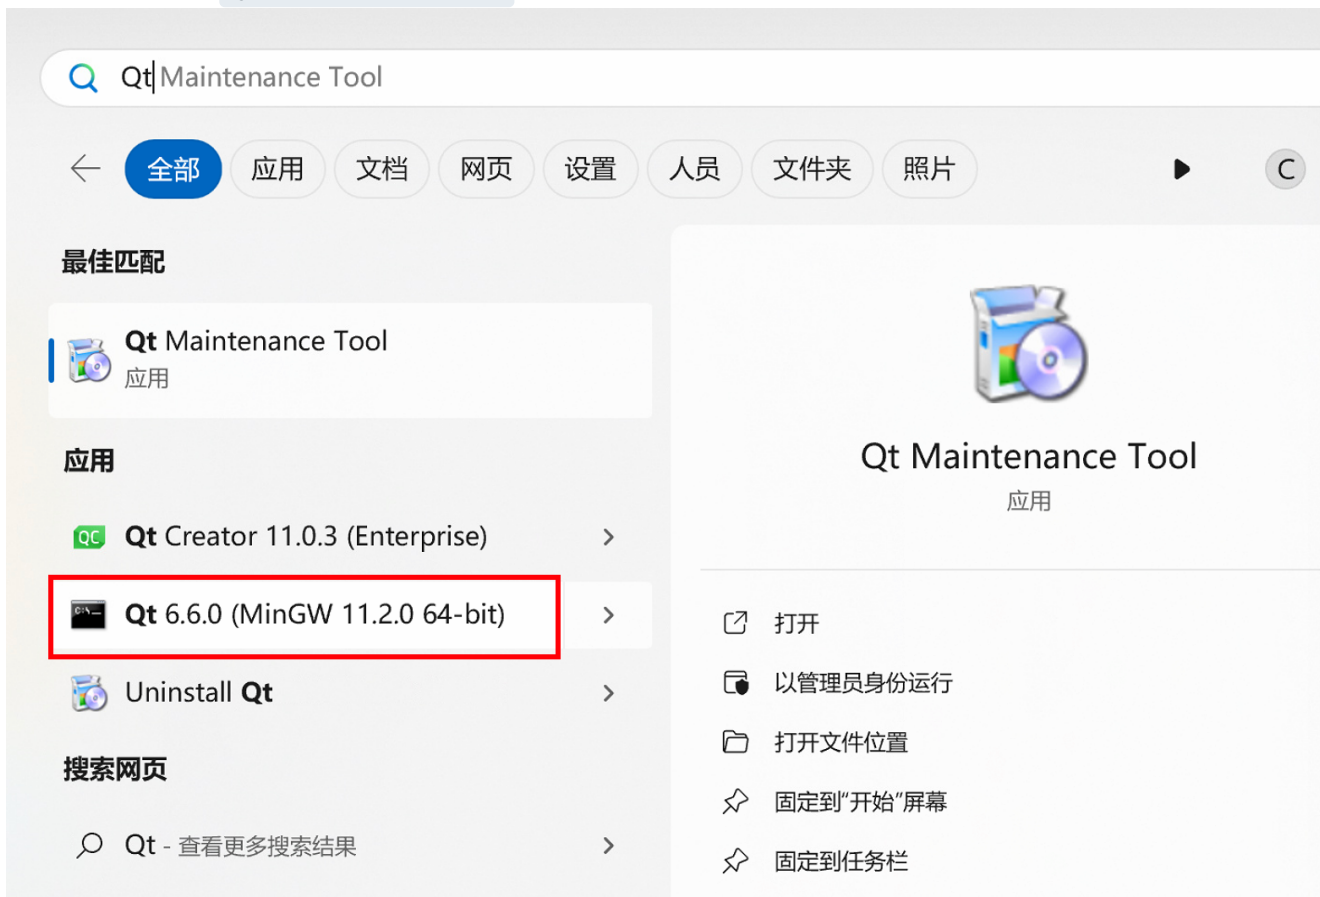 Qt Maintenance Tool
全部 应用 文档 网页 设置 人员 文件夹 照片 C
最佳匹配
Qt Maintenance Tool
应用
应用
QC Qt Creator 11.0.3 (Enterprise)
C:\_ Qt 6.6.0 (MinGW 11.2.0 64-bit)
Uninstall Qt
搜索网页
Qt - 查看更多搜索结果
Qt Maintenance Tool
应用
打开
以管理员身份运行
打开文件位置
固定到“开始”屏幕
固定到任务栏